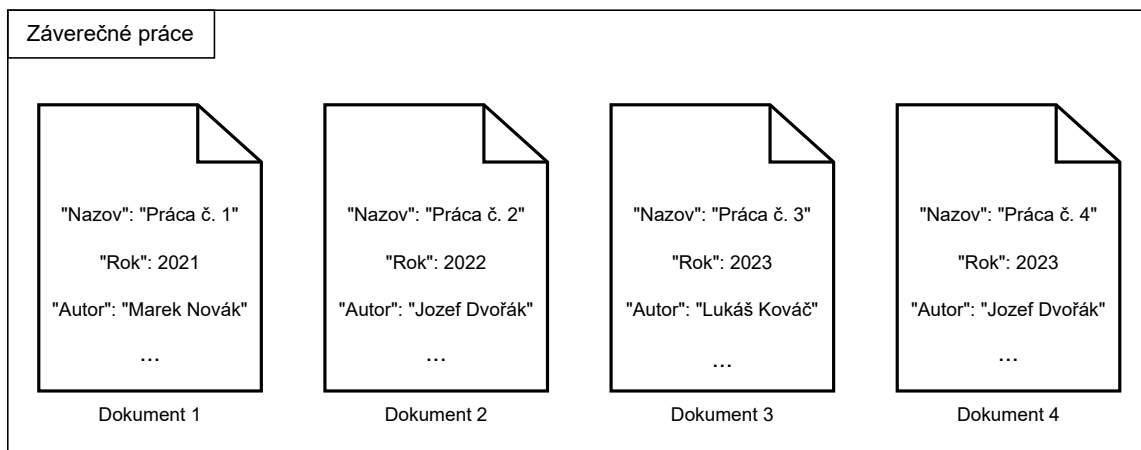 Záverečné práce
"Nazov": "Práca č. 1"
"Rok": 2021
"Autor": "Marek Novák"
...
Dokument 1
"Nazov": "Práca č. 2"
"Rok": 2022
"Autor": "Jozef Dvořák"
...
Dokument 2
"Nazov": "Práca č. 3"
"Rok": 2023
"Autor": "Lukáš Kováč"
...
Dokument 3
"Nazov": "Práca č. 4"
"Rok": 2023
"Autor": "Jozef Dvořák"
...
Dokument 4